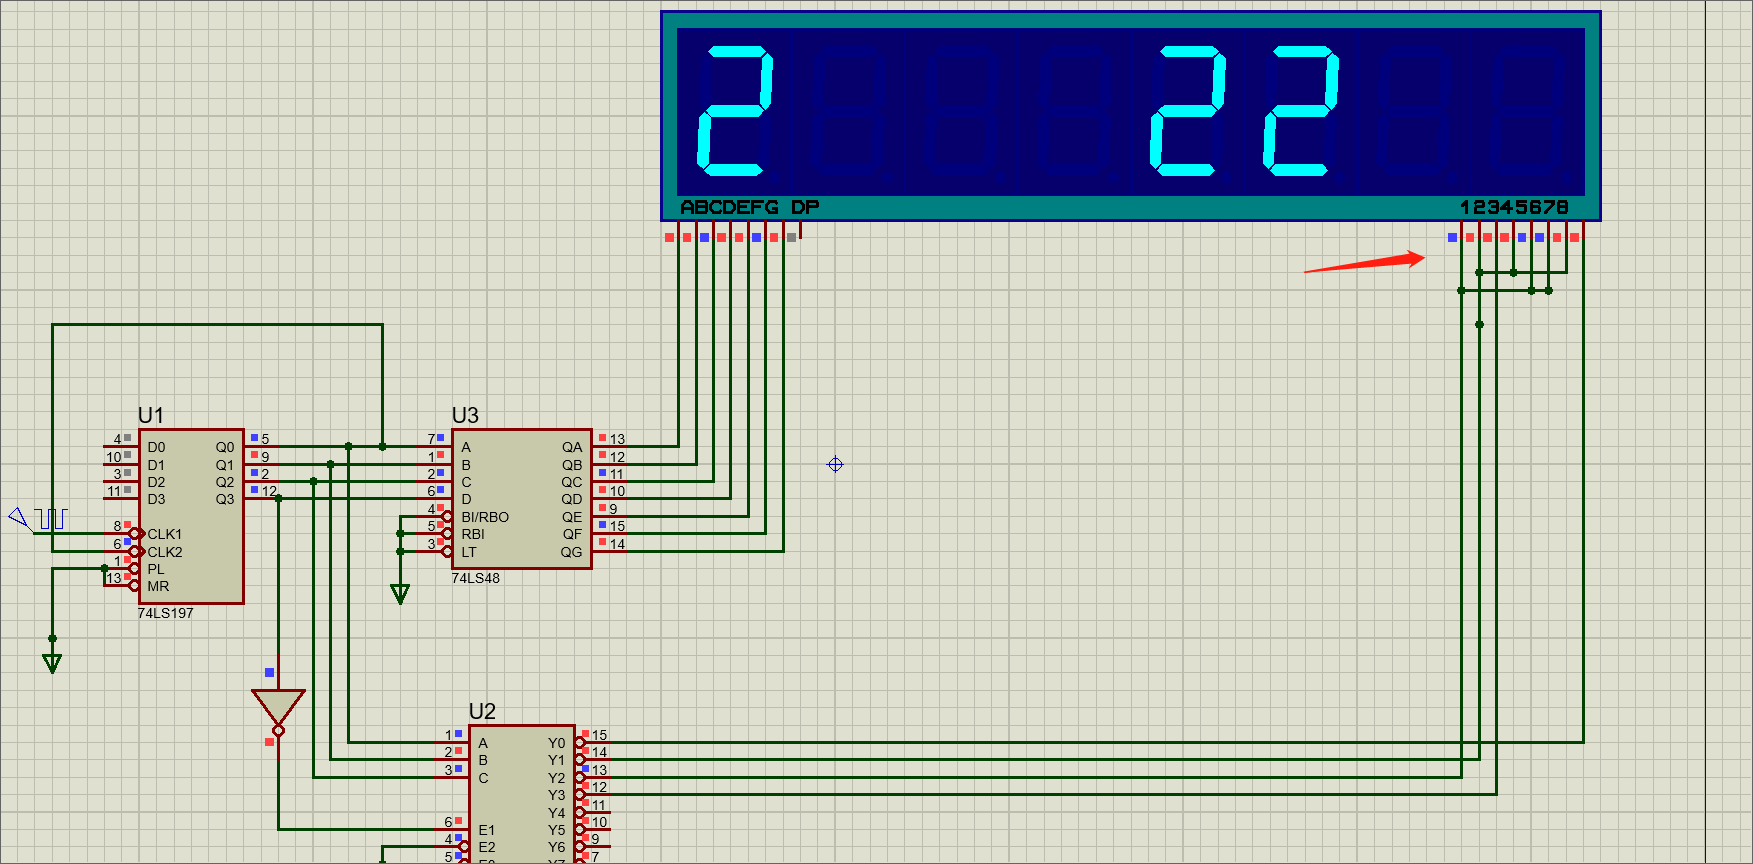 ABCDEFG DP
12345678
U1
4 D0 Q0 5
10 D1 Q1 9
3 D2 Q2 2
11 D3 Q3 12
8 CLK1
6 CLK2
1 PL
13 MR
74LS197
U3
7 A QA 13
1 B QB 12
2 C QC 11
6 D QD 10
4 BI/RBO QE 9
5 RBI QF 15
3 LT QG 14
74LS48
U2
1 A Y0 15
2 B Y1 14
3 C Y2 13
Y3 12
Y4 11
6 E1 Y5 10
4 E2 Y6 9
5 E3 Y7 7
2 22